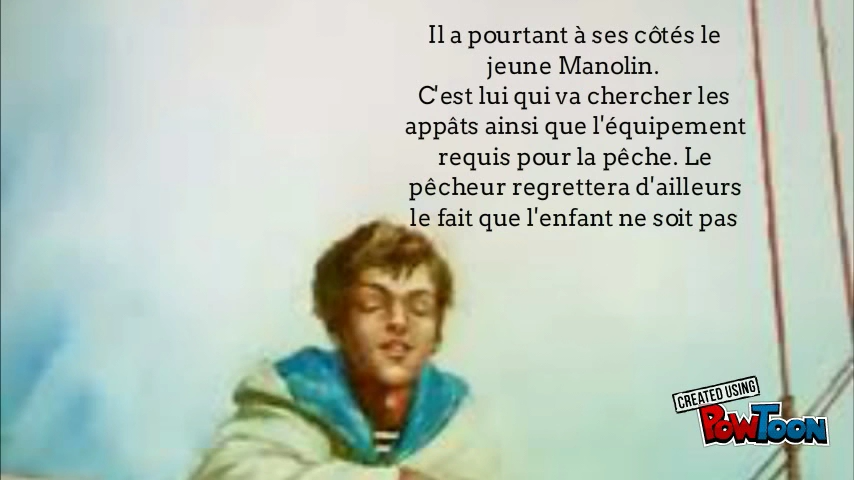 Il a pourtant à ses côtés le
jeune Manolin.
C'est lui qui va chercher les
appâts ainsi que l'équipement
requis pour la pêche. Le
pêcheur regrettera d'ailleurs
le fait que l'enfant ne soit pas
CREATED USING
POWTOON